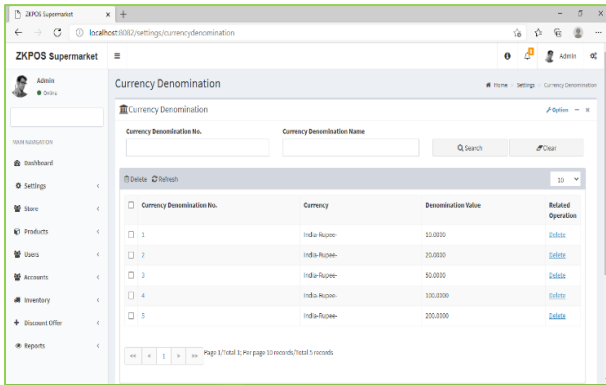 ZKPOS Supermarket
localhost:8082/settings/currencydenomination
ZKPOS Supermarket
Admin
Admin
Online
Currency Denomination
Home Settings Currency Denomination
Currency Denomination
Option
Currency Denomination No.
Currency Denomination Name
Search
Clear
MAIN NAVIGATION
Dashboard
Settings
Store
Products
Users
Accounts
Inventory
Discount Offer
Reports
Delete Refresh
10
Currency Denomination No. Currency Denomination Value Related Operation
1 India-Rupee- 10.0000 Delete
2 India-Rupee- 20.0000 Delete
3 India-Rupee- 50.0000 Delete
4 India-Rupee- 100.0000 Delete
5 India-Rupee- 200.0000 Delete
<< < 1 > >> Page 1/Total 1; Per page 10 records/Total 5 records